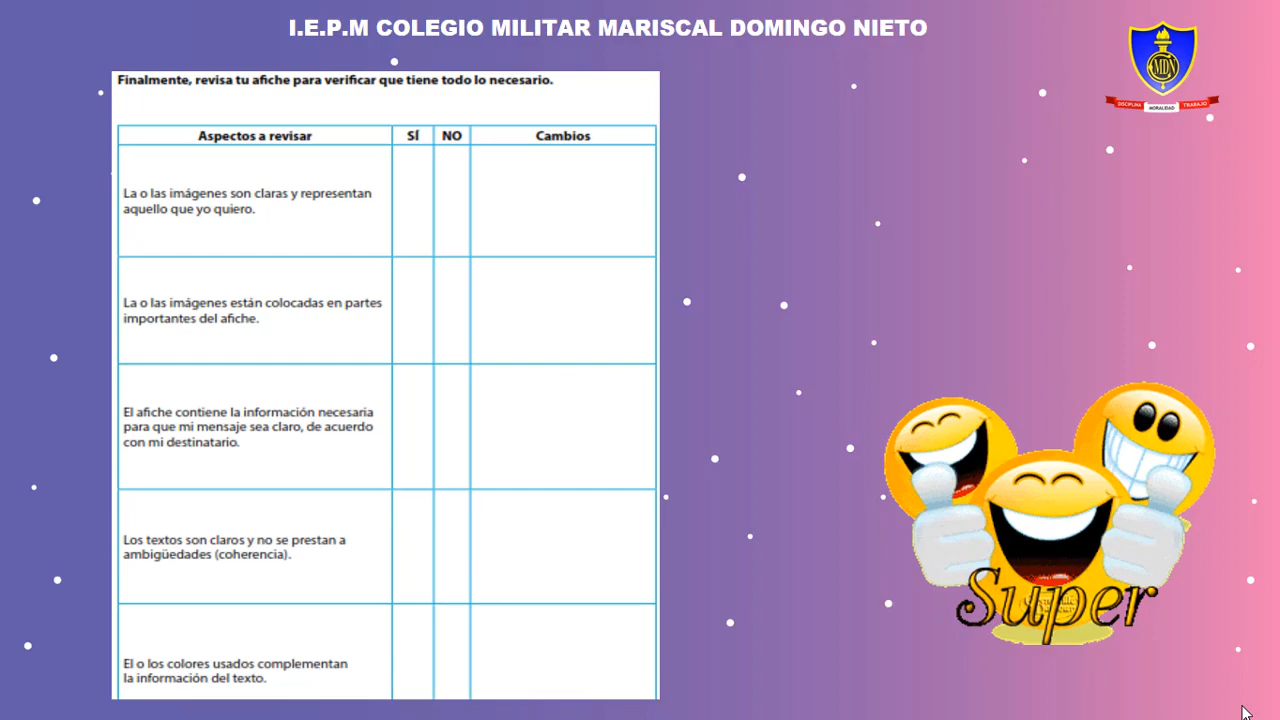 I.E.P.M COLEGIO MILITAR MARISCAL DOMINGO NIETO
MDN
DISCIPLINA MORALIDAD TRABAJO
Finalmente, revisa tu afiche para verificar que tiene todo lo necesario.
Aspectos a revisar SÍ NO Cambios
La o las imágenes son claras y representan
aquello que yo quiero.
La o las imágenes están colocadas en partes
importantes del afiche.
El afiche contiene la información necesaria
para que mi mensaje sea claro, de acuerdo
con mi destinatario.
Los textos son claros y no se prestan a
ambigüedades (coherencia).
El o los colores usados complementan
la información del texto.
Super